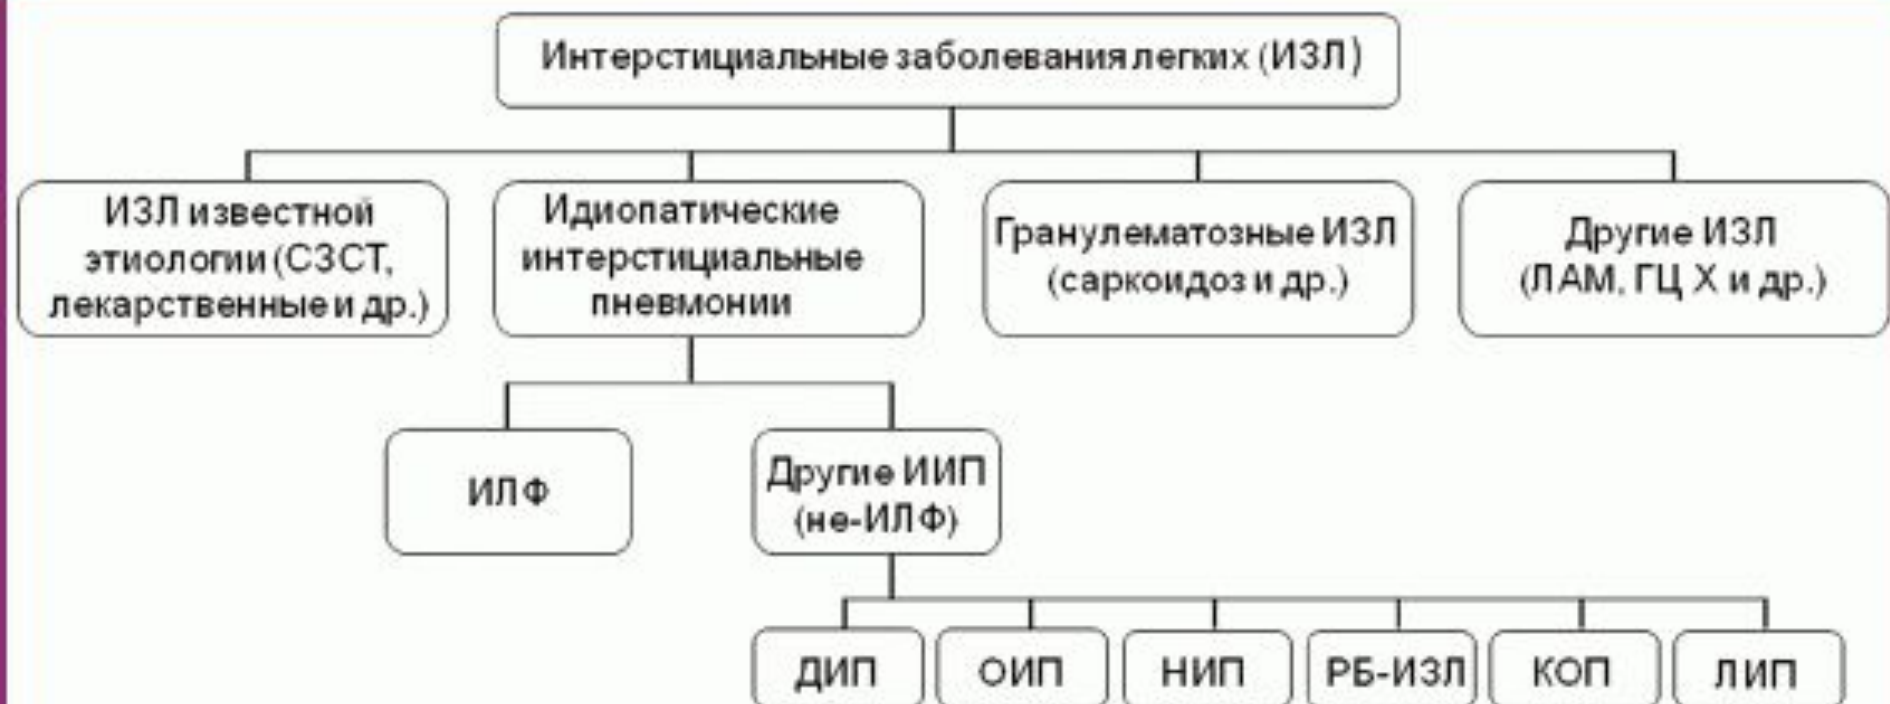 Интерстициальные заболевания легких (ИЗЛ)
ИЗЛ известной
этиологии (СЗСТ,
лекарственные и др.)
Идиопатические
интерстициальные
пневмонии
Гранулематозные ИЗЛ
(саркоидоз и др.)
Другие ИЗЛ
(ЛАМ, ГЦ Х и др.)
ИЛФ
Другие ИИП
(не-ИЛФ)
ДИП
ОИП
НИП
РБ-ИЗЛ
КОП
ЛИП